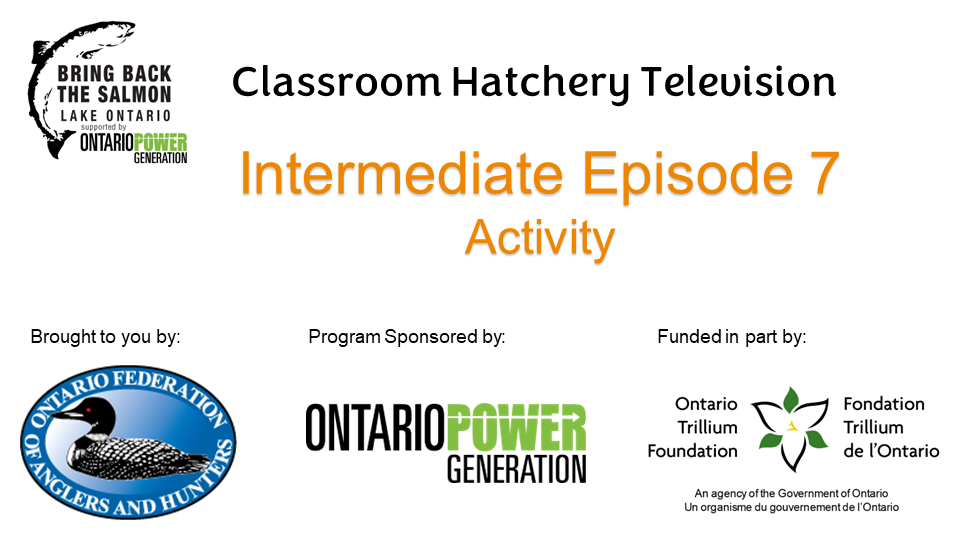 BRING BACK
THE SALMON
LAKE ONTARIO
supported by
ONTARIOPOWER
GENERATION
Classroom Hatchery Television
Intermediate Episode 7
Activity
Brought to you by:
Program Sponsored by:
Funded in part by:
ONTARIO FEDERATION
OF ANGLERS AND HUNTERS
ONTARIOPOWER
GENERATION
Ontario
Trillium
Foundation
Fondation
Trillium
de l'Ontario
An agency of the Government of Ontario
Un organisme du gouvernement de l'Ontario